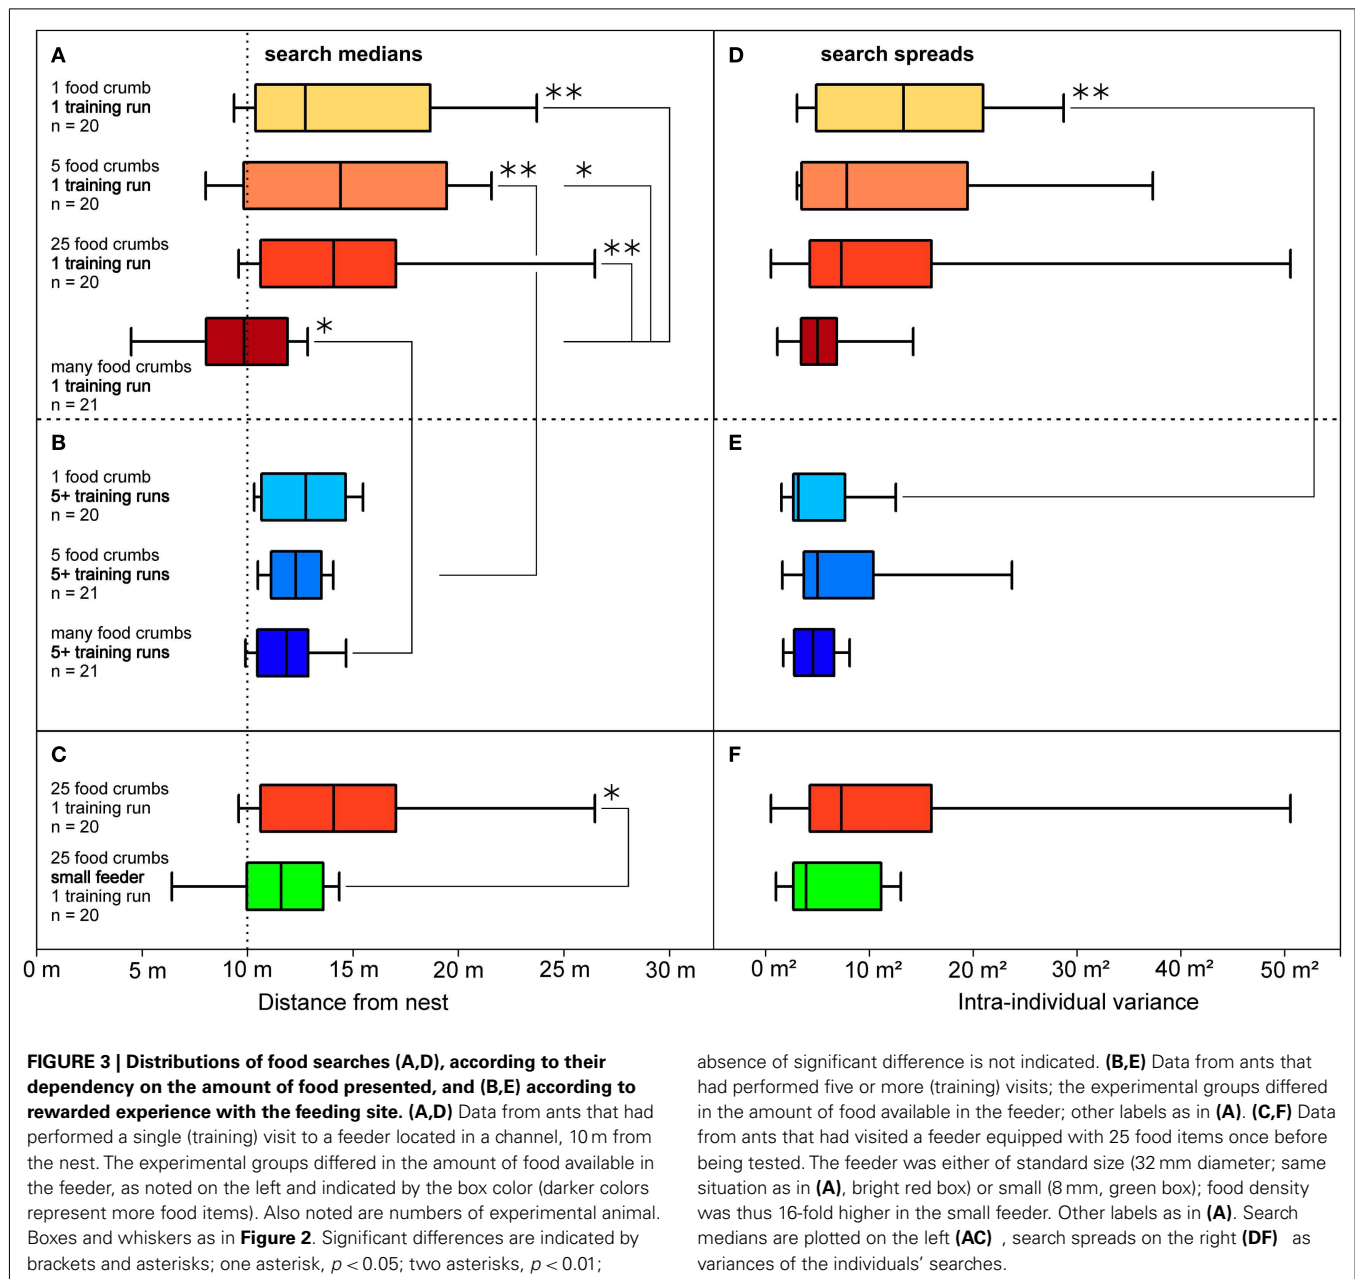 A
search medians
1 food crumb
1 training run
n = 20
**
5 food crumbs
1 training run
n = 20
**
*
25 food crumbs
1 training run
n = 20
**
*
many food crumbs
1 training run
n = 21
D
search spreads
**
B
1 food crumb
5+ training runs
n = 20
5 food crumbs
5+ training runs
n = 21
many food crumbs
5+ training runs
n = 21
E
C
25 food crumbs
1 training run
n = 20
*
25 food crumbs
small feeder
1 training run
n = 20
F
0 m 5 m 10 m 15 m 20 m 25 m 30 m
Distance from nest
0 m² 10 m² 20 m² 30 m² 40 m² 50 m²
Intra-individual variance
FIGURE 3 | Distributions of food searches (A,D), according to their
dependency on the amount of food presented, and (B,E) according to
rewarded experience with the feeding site. (A,D) Data from ants that had
performed a single (training) visit to a feeder located in a channel, 10 m from
the nest. The experimental groups differed in the amount of food available in
the feeder, as noted on the left and indicated by the box color (darker colors
represent more food items). Also noted are numbers of experimental animal.
Boxes and whiskers as in Figure 2. Significant differences are indicated by
brackets and asterisks; one asterisk, p < 0.05; two asterisks, p < 0.01;
absence of significant difference is not indicated. (B,E) Data from ants that
had performed five or more (training) visits; the experimental groups differed
in the amount of food available in the feeder; other labels as in (A). (C,F) Data
from ants that had visited a feeder equipped with 25 food items once before
being tested. The feeder was either of standard size (32 mm diameter; same
situation as in (A), bright red box) or small (8 mm, green box); food density
was thus 16-fold higher in the small feeder. Other labels as in (A). Search
medians are plotted on the left (AC) , search spreads on the right (DF) as
variances of the individuals' searches.